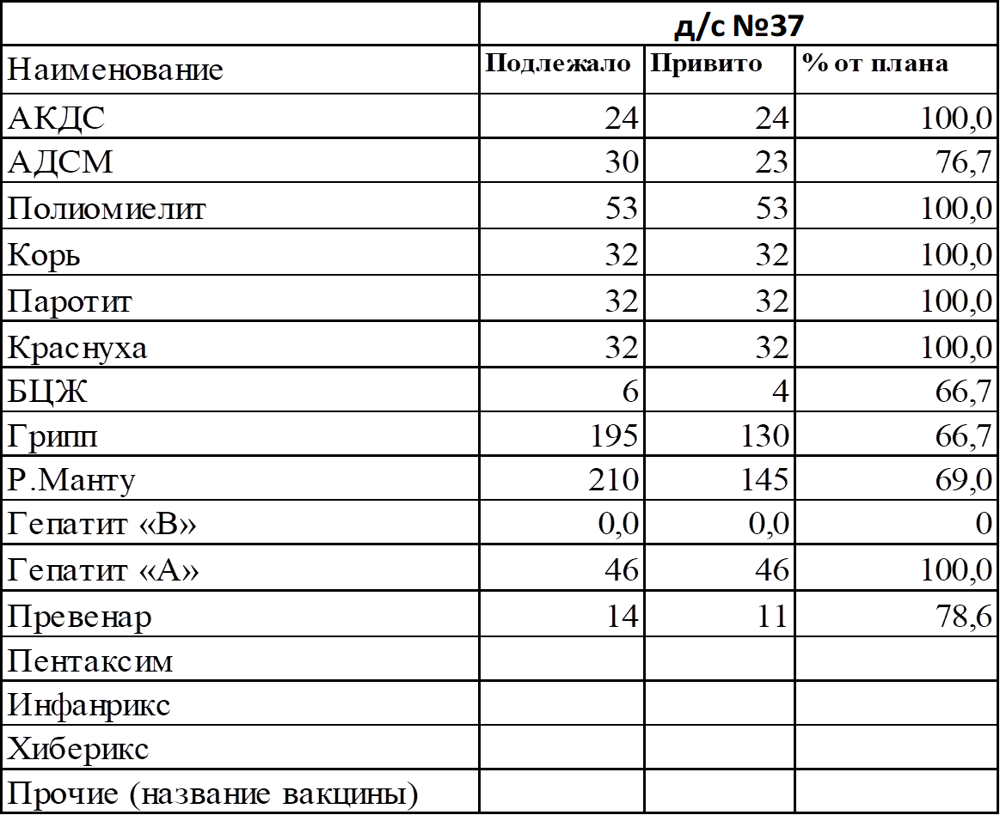 д/с №37
Наименование Подлежало Привито % от плана
АКДС 24 24 100,0
АДСМ 30 23 76,7
Полиомиелит 53 53 100,0
Корь 32 32 100,0
Паротит 32 32 100,0
Краснуха 32 32 100,0
БЦЖ 6 4 66,7
Грипп 195 130 66,7
Р.Манту 210 145 69,0
Гепатит «В» 0,0 0,0 0
Гепатит «А» 46 46 100,0
Превенар 14 11 78,6
Пентаксим
Инфанрикс
Хиберикс
Прочие (название вакцины)